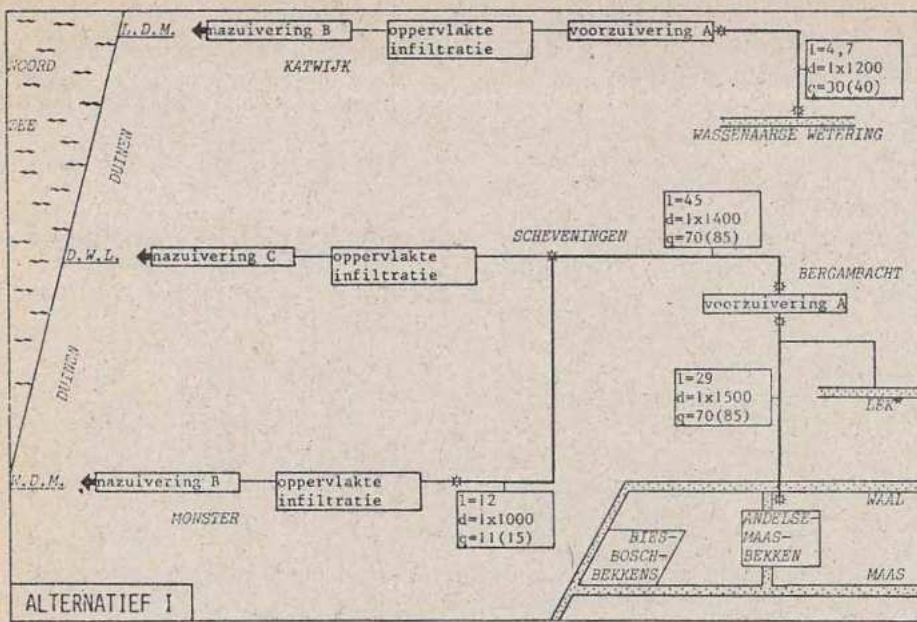 L.D.M.
nazuivering B
oppervlakte
infiltratie
voorzuivering A
KATWIJK
l=4,7
d=1x1200
q=30(40)
WASSENAARSE WETERING
NOORD
ZEE
DUINEN
l=45
d=1x1400
q=70(85)
SCHEVENINGEN
D.W.L.
nazuivering C
oppervlakte
infiltratie
BERGAMBACHT
voorzuivering A
DUINEN
l=29
d=1x1500
q=70(85)
LEK*
W.D.M.
nazuivering B
oppervlakte
infiltratie
MONSTER
l=12
d=1x1000
q=11(15)
WAAL
ANDELSE-
MAAS-
BEKKEN
BIES-
BOSCH-
BEKKENS
MAAS
ALTERNATIEF I